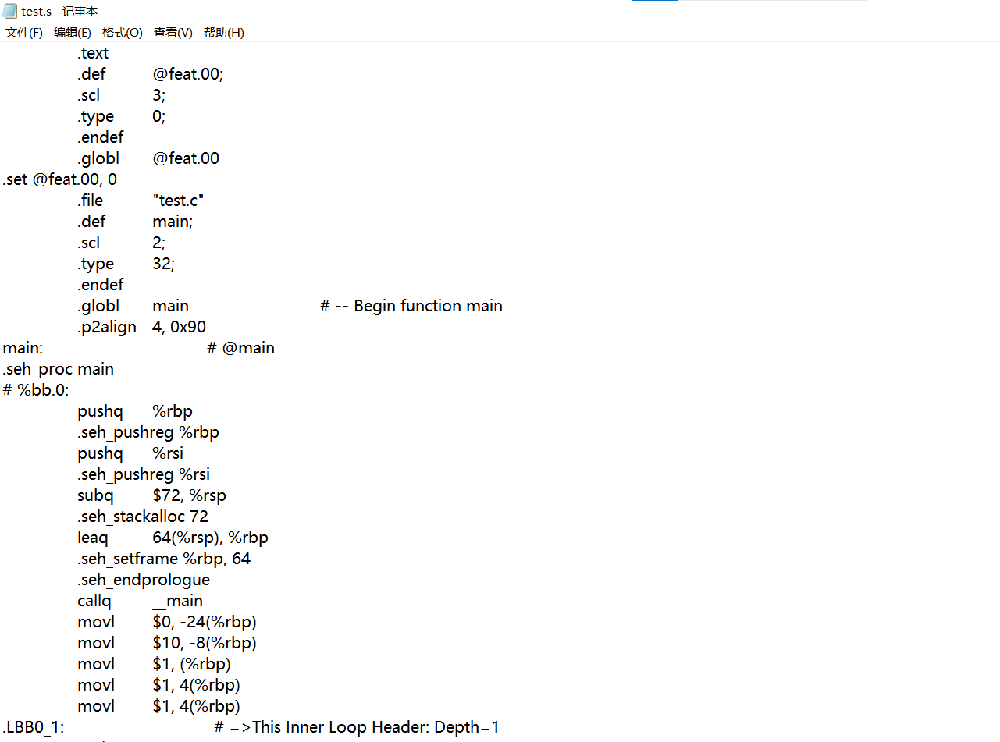 test.s - 记事本
文件(F) 编辑(E) 格式(O) 查看(V) 帮助(H)
.text
.def @feat.00;
.scl 3;
.type 0;
.endef
.globl @feat.00
.set @feat.00, 0
.file "test.c"
.def main;
.scl 2;
.type 32;
.endef
.globl main # -- Begin function main
.p2align 4, 0x90
main: # @main
.seh_proc main
# %bb.0:
pushq %rbp
.seh_pushreg %rbp
pushq %rsi
.seh_pushreg %rsi
subq $72, %rsp
.seh_stackalloc 72
leaq 64(%rsp), %rbp
.seh_setframe %rbp, 64
.seh_endprologue
callq __main
movl $0, -24(%rbp)
movl $10, -8(%rbp)
movl $1, (%rbp)
movl $1, 4(%rbp)
movl $1, 4(%rbp)
.LBB0_1: # =>This Inner Loop Header: Depth=1